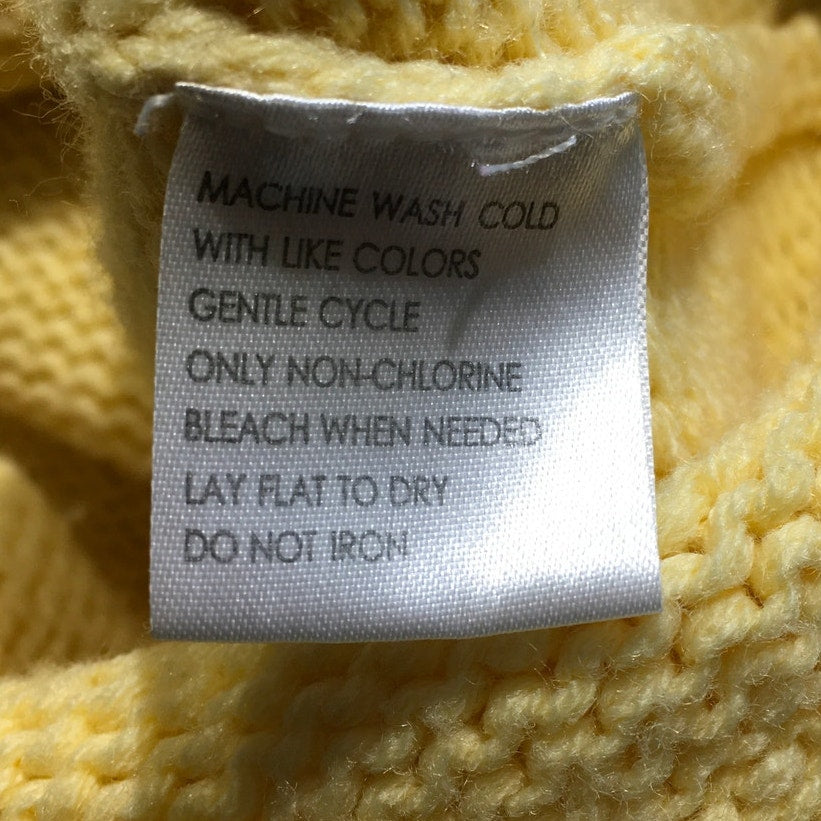 MACHINE WASH COLD
WITH LIKE COLORS
GENTLE CYCLE
ONLY NON-CHLORINE
BLEACH WHEN NEEDED
LAY FLAT TO DRY
DO NOT IRON